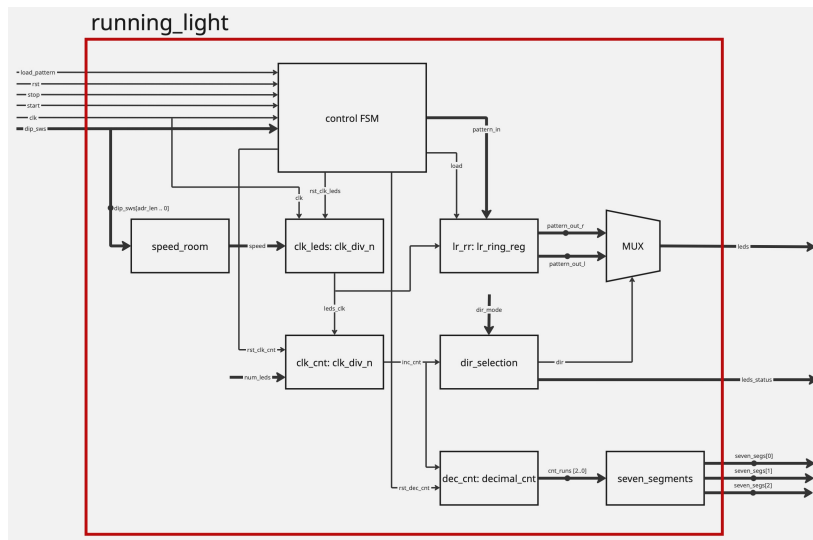 running_light
load_pattern
rst
stop
start
clk
dip_sws
control FSM
pattern_in
load
rst_clk_leds
clk
dip_sws[adr_len .. 0]
speed_room
speed
clk_leds: clk_div_n
lr_rr: lr_ring_reg
pattern_out_r
pattern_out_l
MUX
leds
leds_clk
dir_mode
rst_clk_cnt
num_leds
clk_cnt: clk_div_n
inc_cnt
dir_selection
dir
leds_status
rst_dec_cnt
dec_cnt: decimal_cnt
cnt_runs [2..0]
seven_segments
seven_segs[0]
seven_segs[1]
seven_segs[2]